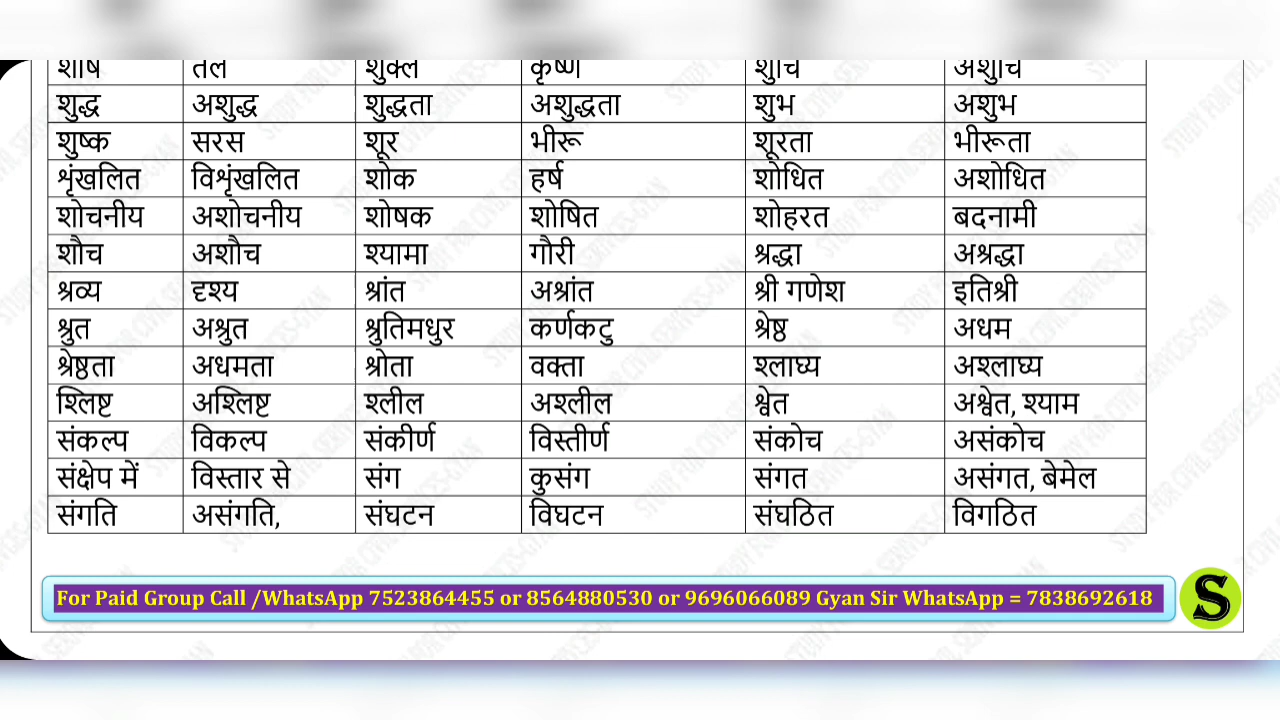 शीर्ष तल शुक्ल कृष्ण शुचि अशुचि
शुद्ध अशुद्ध शुद्धता अशुद्धता शुभ अशुभ
शुष्क सरस शूर भीरू शूरता भीरूता
शृंखलित विशृंखलित शोक हर्ष शोधित अशोधित
शोचनीय अशोचनीय शोषक शोषित शोहरत बदनामी
शौच अशौच श्यामा गौरी श्रद्धा अश्रद्धा
श्रव्य दृश्य श्रांत अश्रांत श्री गणेश इतिश्री
श्रुत अश्रुत श्रुतिमधुर कर्णकटु श्रेष्ठ अधम
श्रेष्ठता अधमता श्रोता वक्ता श्लाघ्य अश्लाघ्य
श्लिष्ट अश्लिष्ट श्लील अश्लील श्वेत अश्वेत, श्याम
संकल्प विकल्प संकीर्ण विस्तीर्ण संकोच असंकोच
संक्षेप में विस्तार से संग कुसंग संगत असंगत, बेमेल
संगति असंगति, संघटन विघटन संघठित विगठित
For Paid Group Call /WhatsApp 7523864455 or 8564880530 or 9696066089 Gyan Sir WhatsApp = 7838692618
S